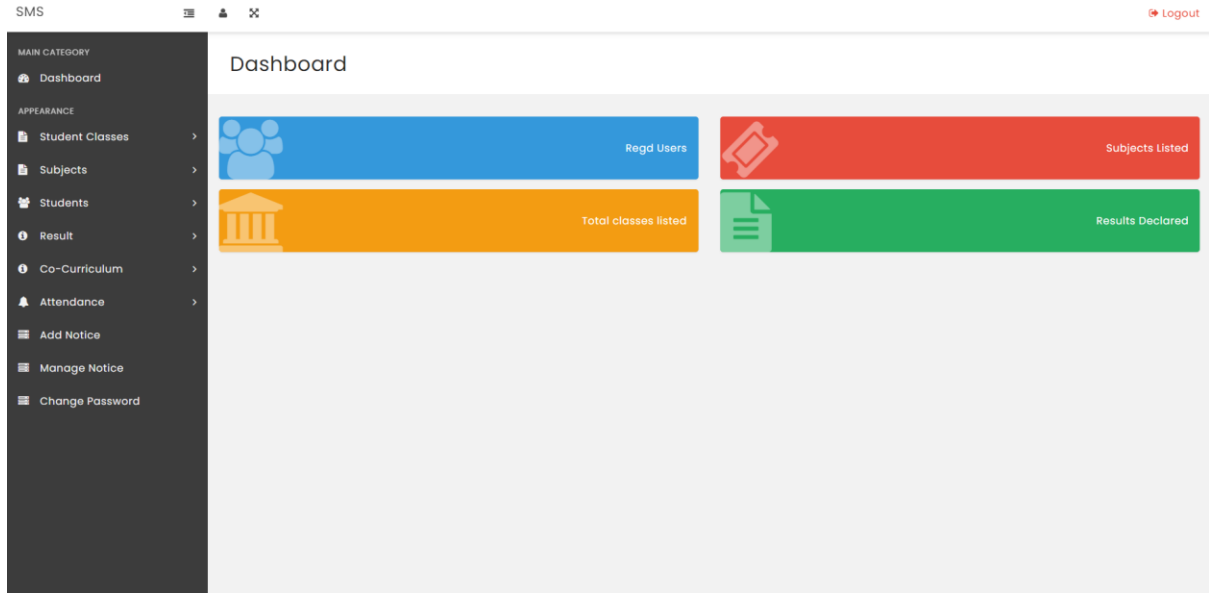 SMS
Logout
MAIN CATEGORY
Dashboard
APPEARANCE
Student Classes
Subjects
Students
Result
Co-Curriculum
Attendance
Add Notice
Manage Notice
Change Password
Dashboard
Regd Users
Subjects Listed
Total classes listed
Results Declared